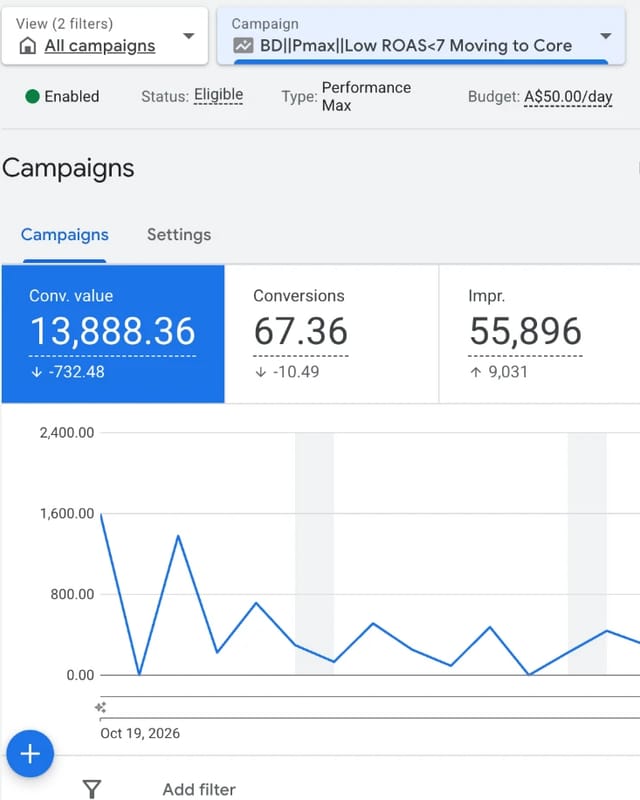 View (2 filters)
All campaigns
Campaign
BD||Pmax||Low ROAS<7 Moving to Core
Enabled
Status: Eligible
Type: Performance Max
Budget: A$50.00/day
Campaigns
Campaigns
Settings
Conv. value
13,888.36
↓ -732.48
Conversions
67.36
↓ -10.49
Impr.
55,896
↑ 9,031
2,400.00
1,600.00
800.00
0.00
Oct 19, 2026
Add filter